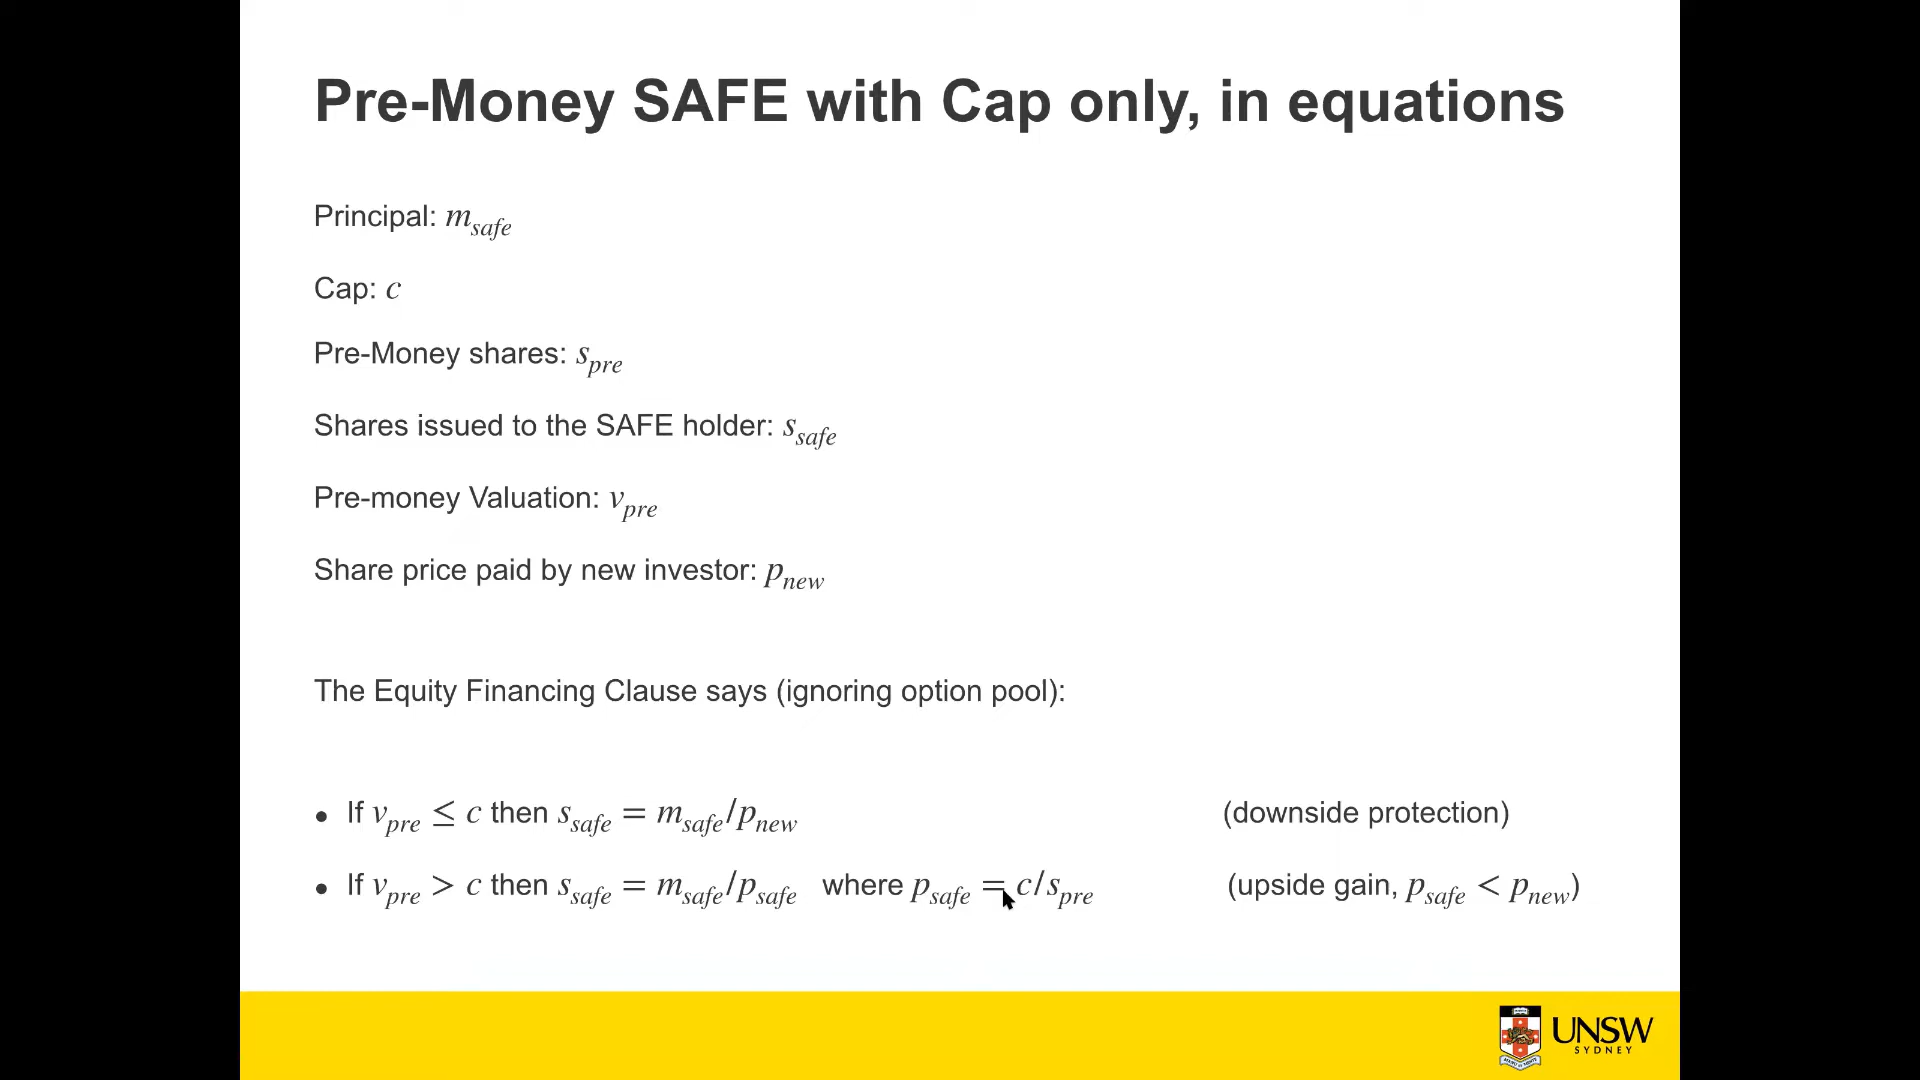 Pre-Money SAFE with Cap only, in equations
Principal: m_safe
Cap: c
Pre-Money shares: s_pre
Shares issued to the SAFE holder: s_safe
Pre-money Valuation: v_pre
Share price paid by new investor: p_new
The Equity Financing Clause says (ignoring option pool):
• If v_pre ≤ c then s_safe = m_safe/p_new (downside protection)
• If v_pre > c then s_safe = m_safe/p_safe where p_safe = c/s_pre (upside gain, p_safe < p_new)
UNSW
SYDNEY